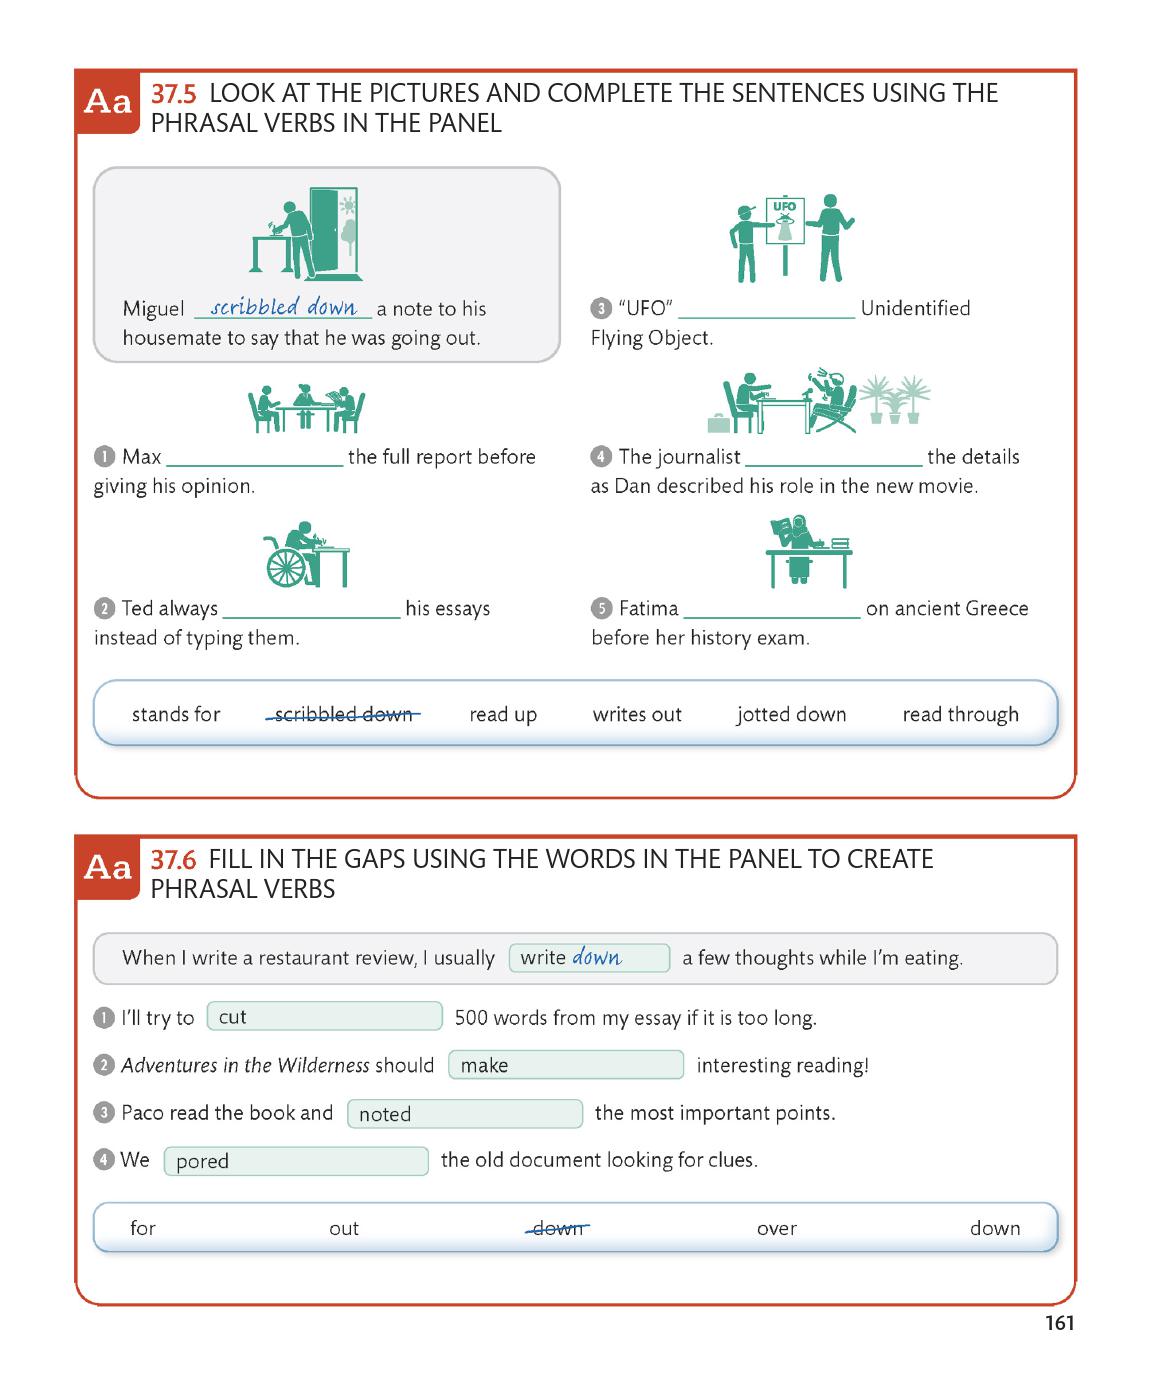 Aa
37.5 LOOK AT THE PICTURES AND COMPLETE THE SENTENCES USING THE
PHRASAL VERBS IN THE PANEL
Miguel scribbled down a note to his
housemate to say that he was going out.
1 Max ____________ the full report before
giving his opinion.
2 Ted always ____________ his essays
instead of typing them.
UFO
3 “UFO” ____________ Unidentified
Flying Object.
4 The journalist ____________ the details
as Dan described his role in the new movie.
5 Fatima ____________ on ancient Greece
before her history exam.
stands for scribbled down read up writes out jotted down read through
Aa
37.6 FILL IN THE GAPS USING THE WORDS IN THE PANEL TO CREATE
PHRASAL VERBS
When I write a restaurant review, I usually write down a few thoughts while I’m eating.
1 I’ll try to cut 500 words from my essay if it is too long.
2 Adventures in the Wilderness should make interesting reading!
3 Paco read the book and noted the most important points.
4 We pored the old document looking for clues.
for out down over down
161